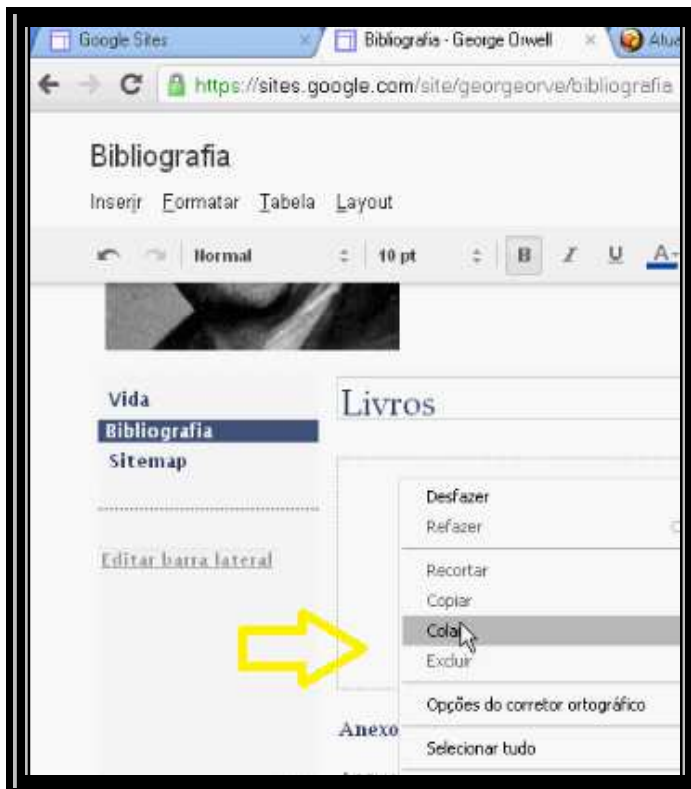 Google Sites Bibliografia - George Orwell
https://sites.google.com/site/georgeorve/bibliografia
Bibliografia
Inserir Formatar Tabela Layout
Normal 10 pt B I U A
Vida
Bibliografia
Sitemap
Editar barra lateral
Livros
Desfazer
Refazer
Recortar
Copiar
Colar
Excluir
Opções do corretor ortográfico
Selecionar tudo